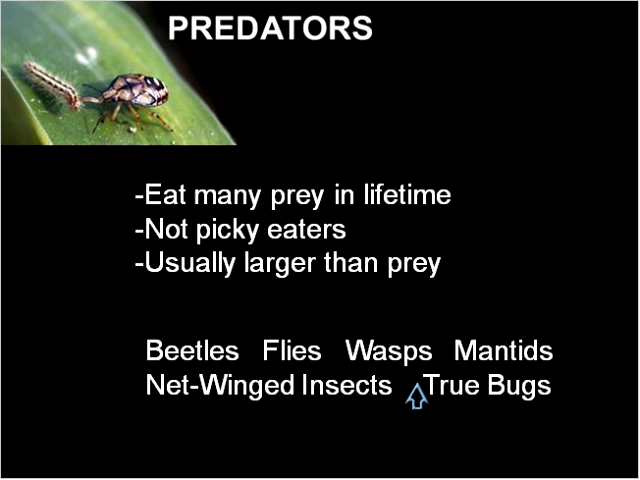 PREDATORS
-Eat many prey in lifetime
-Not picky eaters
-Usually larger than prey
Beetles Flies Wasps Mantids
Net-Winged Insects True Bugs